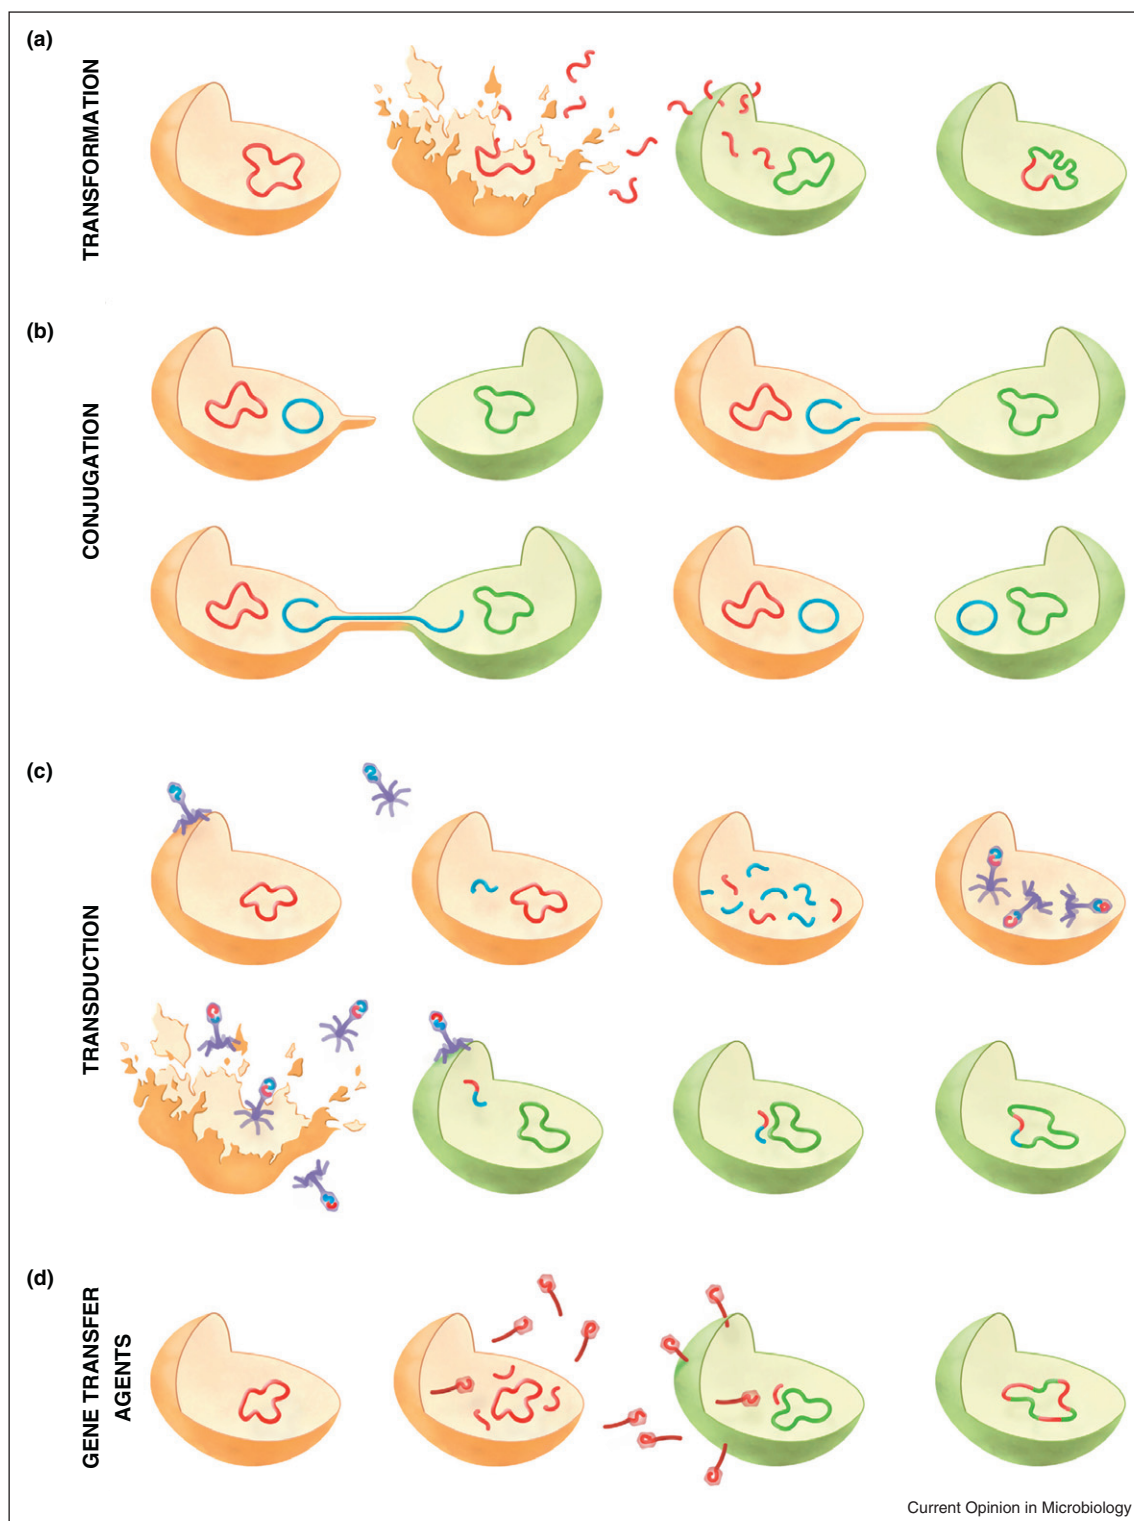 (a)
TRANSFORMATION
(b)
CONJUGATION
(c)
TRANSDUCTION
(d)
GENE TRANSFER
AGENTS
Current Opinion in Microbiology